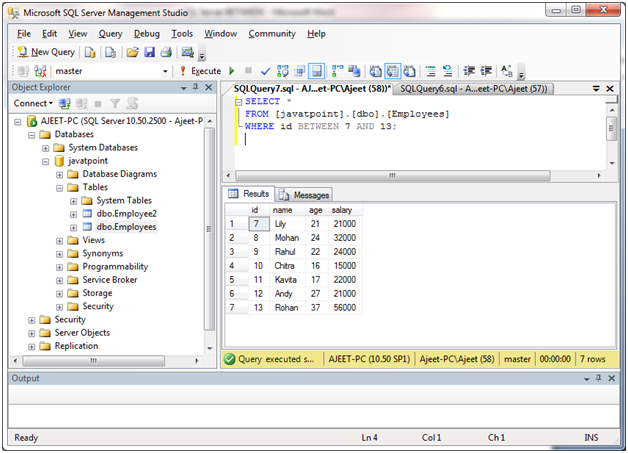 Microsoft SQL Server Management Studio
File Edit View Query Debug Tools Window Community Help
New Query
master Execute
Object Explorer
Connect
AJEET-PC (SQL Server 10.50.2500 - Ajeet-P
Databases
System Databases
javatpoint
Database Diagrams
Tables
System Tables
dbo.Employee2
dbo.Employees
Views
Synonyms
Programmability
Service Broker
Storage
Security
Security
Server Objects
Replication
SQLQuery7.sql - AJ...et-PC\Ajeet (58))* SQLQuery6.sql - A...eet-PC\Ajeet (57))
SELECT *
FROM [javatpoint].[dbo].[Employees]
WHERE id BETWEEN 7 AND 13;
Results Messages
id name age salary
1 7 Lily 21 21000
2 8 Mohan 24 32000
3 9 Rahul 22 24000
4 10 Chitra 16 15000
5 11 Kavita 17 22000
6 12 Andy 27 21000
7 13 Rohan 37 56000
Query executed s... AJEET-PC (10.50 SP1) Ajeet-PC\Ajeet (58) master 00:00:00 7 rows
Output
Ready Ln 4 Col 1 Ch 1 INS